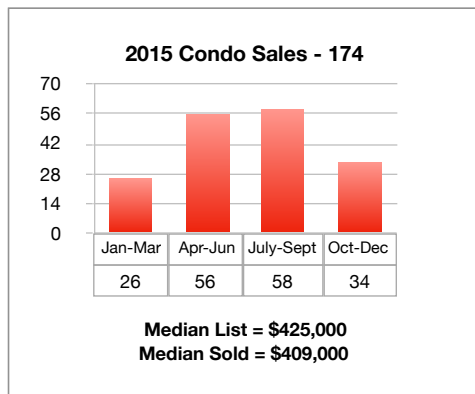 2015 Condo Sales - 174
70
56
42
28
14
0
Jan-Mar Apr-Jun July-Sept Oct-Dec
26 56 58 34
Median List = $425,000
Median Sold = $409,000